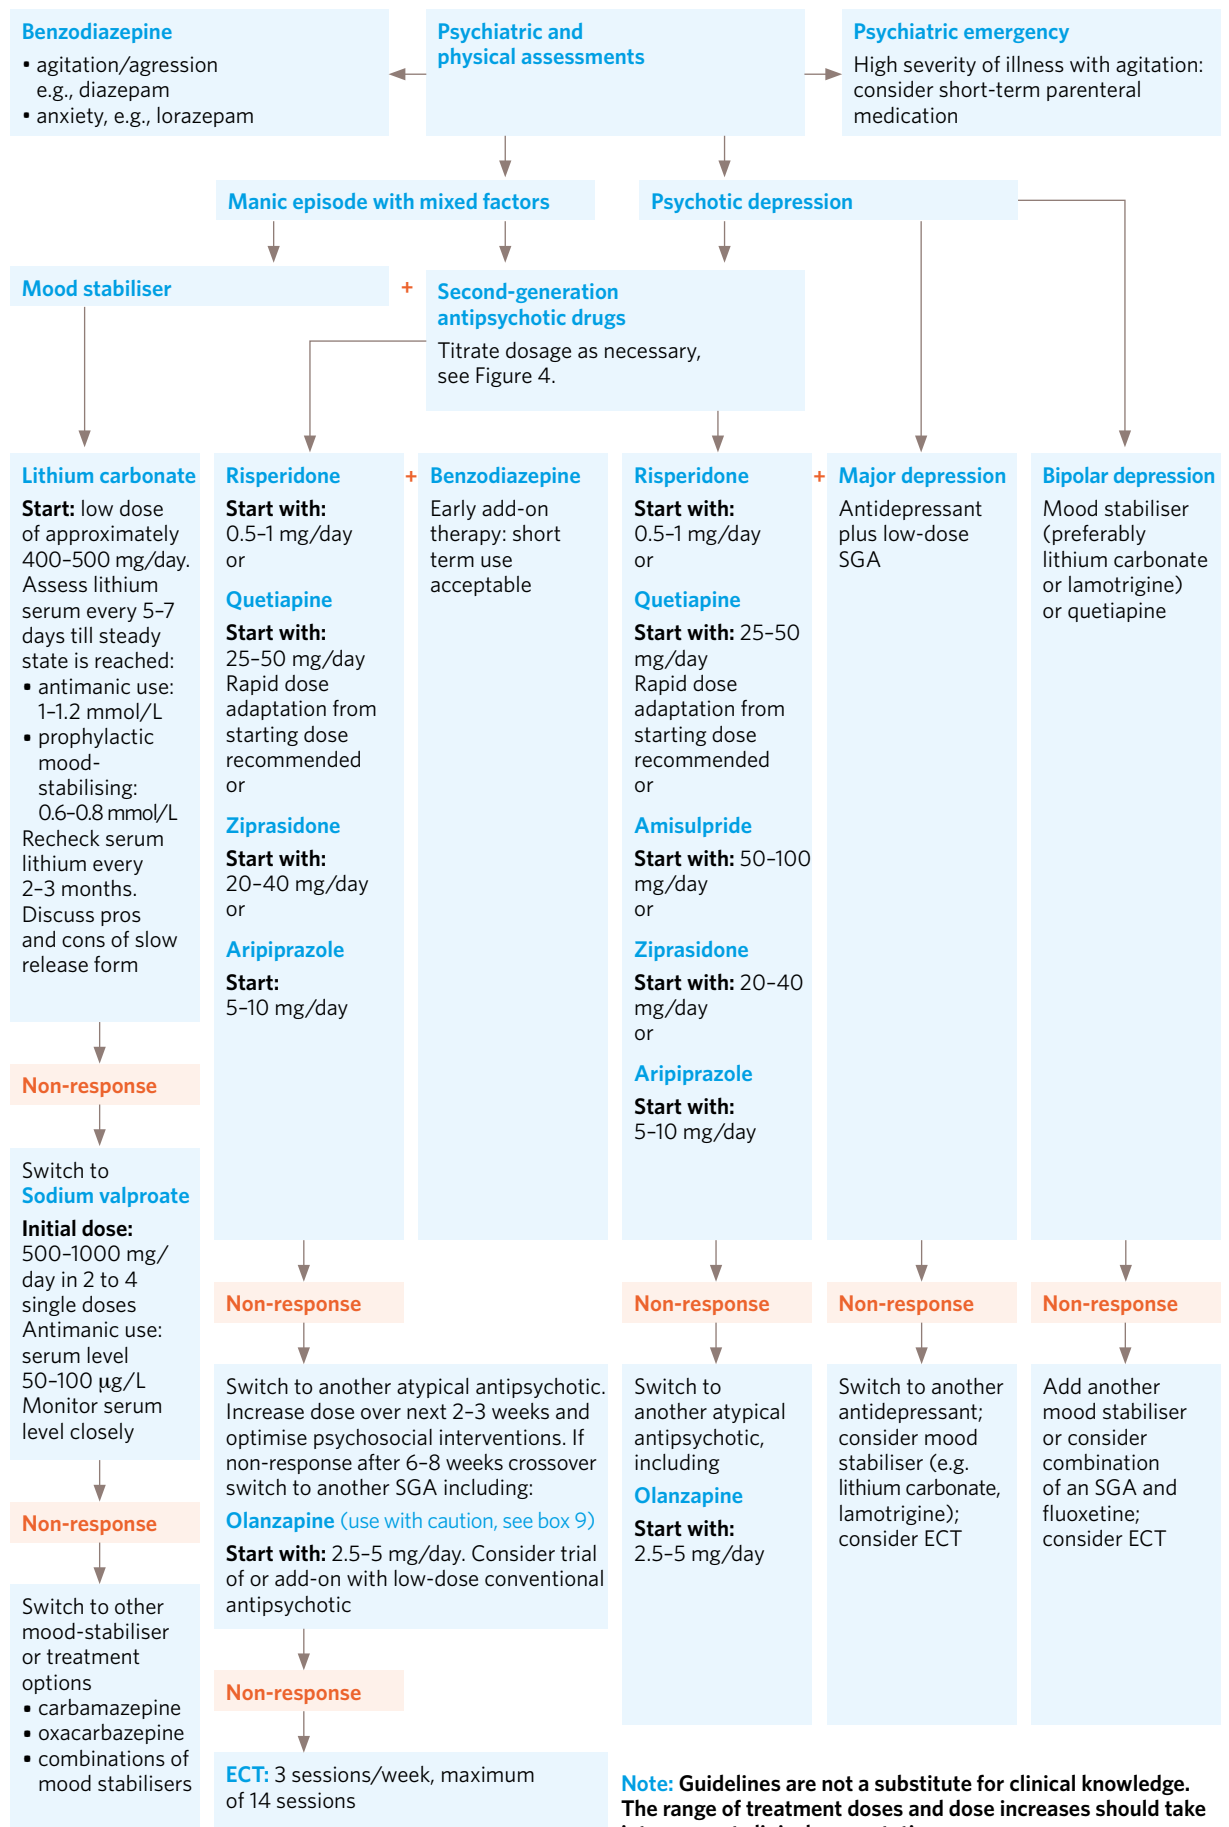 Benzodiazepine
• agitation/agression
e.g., diazepam
• anxiety, e.g., lorazepam
Psychiatric and
physical assessments
Psychiatric emergency
High severity of illness with agitation:
consider short-term parenteral
medication
Manic episode with mixed factors
Psychotic depression
Mood stabiliser
+
Second-generation
antipsychotic drugs
Titrate dosage as necessary,
see Figure 4.
Lithium carbonate
Start: low dose
of approximately
400–500 mg/day.
Assess lithium
serum every 5–7
days till steady
state is reached:
• antimanic use:
1–1.2 mmol/L
• prophylactic
mood-
stabilising:
0.6–0.8 mmol/L
Recheck serum
lithium every
2–3 months.
Discuss pros
and cons of slow
release form
Non-response
Switch to
Sodium valproate
Initial dose:
500–1000 mg/
day in 2 to 4
single doses
Antimanic use:
serum level
50–100 µg/L
Monitor serum
level closely
Non-response
Switch to other
mood-stabiliser
or treatment
options
• carbamazepine
• oxacarbazepine
• combinations of
mood stabilisers
Risperidone
Start with:
0.5–1 mg/day
or
Quetiapine
Start with:
25–50 mg/day
Rapid dose
adaptation from
starting dose
recommended
or
Ziprasidone
Start with:
20–40 mg/day
or
Aripiprazole
Start:
5–10 mg/day
+
Benzodiazepine
Early add-on
therapy: short
term use
acceptable
Non-response
Switch to another atypical antipsychotic.
Increase dose over next 2–3 weeks and
optimise psychosocial interventions. If
non-response after 6–8 weeks crossover
switch to another SGA including:
Olanzapine (use with caution, see box 9)
Start with: 2.5–5 mg/day. Consider trial
of or add-on with low-dose conventional
antipsychotic
Non-response
ECT: 3 sessions/week, maximum
of 14 sessions
Risperidone
Start with:
0.5–1 mg/day
or
Quetiapine
Start with: 25–50
mg/day
Rapid dose
adaptation from
starting dose
recommended
or
Amisulpride
Start with: 50–100
mg/day
or
Ziprasidone
Start with: 20–40
mg/day
or
Aripiprazole
Start with:
5–10 mg/day
Non-response
Switch to
another atypical
antipsychotic,
including
Olanzapine
Start with:
2.5–5 mg/day
+
Major depression
Antidepressant
plus low-dose
SGA
Non-response
Switch to another
antidepressant;
consider mood
stabiliser (e.g.
lithium carbonate,
lamotrigine);
consider ECT
Bipolar depression
Mood stabiliser
(preferably
lithium carbonate
or lamotrigine)
or quetiapine
Non-response
Add another
mood stabiliser
or consider
combination
of an SGA and
fluoxetine;
consider ECT
Note: Guidelines are not a substitute for clinical knowledge.
The range of treatment doses and dose increases should take